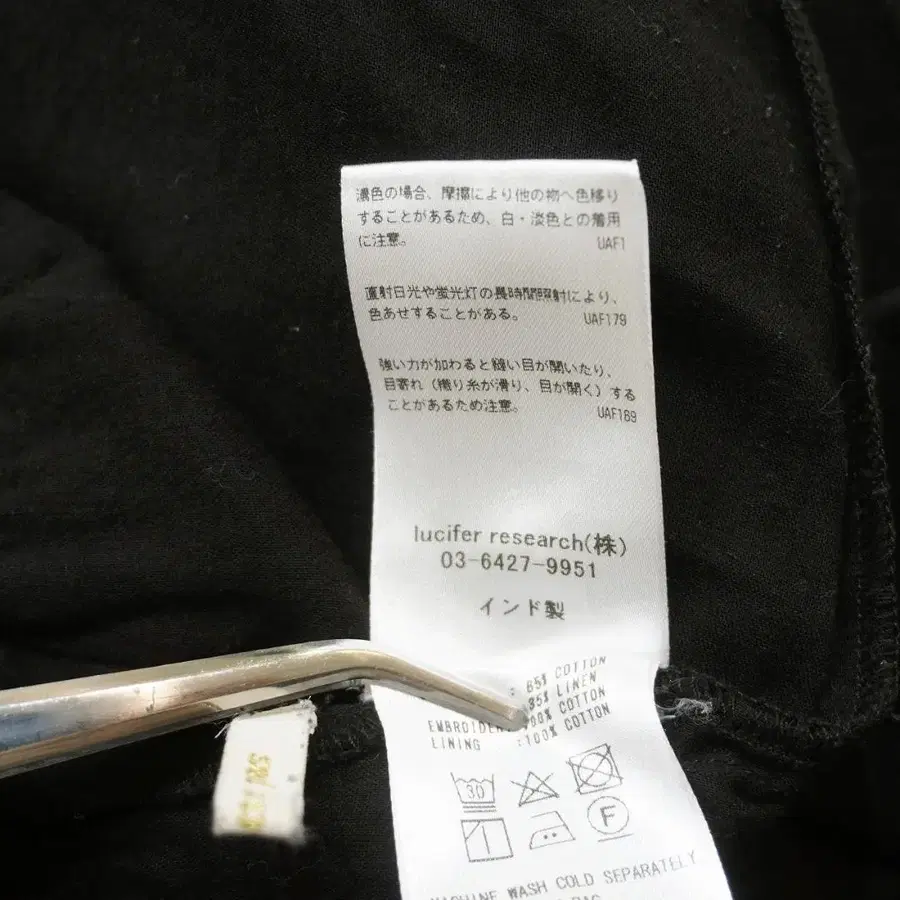 濃色の場合、摩擦により他の物へ色移り
することがあるため、白・淡色との着用
に注意。 UAF1
直射日光や蛍光灯の長時間照射により、
色あせすることがある。 UAF179
強い力が加わると縫い目が開いたり、
目寄れ（織り糸が滑り、目が開く）する
ことがあるため注意。 UAF189
lucifer research(株)
03-6427-9951
インド製
: 65% COTTON
35% LINEN
COTTON
LINING :100% COTTON
30
F
MACHINE WASH COLD SEPARATELY